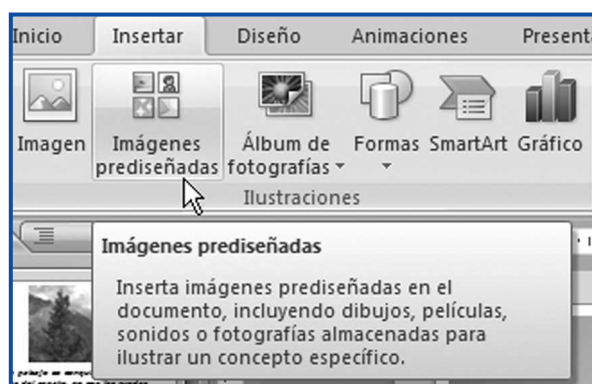 Inicio Insertar Diseño Animaciones Present
Imagen Imágenes prediseñadas Álbum de fotografías Formas SmartArt Gráfico
Ilustraciones
Imágenes prediseñadas
Inserta imágenes prediseñadas en el
documento, incluyendo dibujos, películas,
sonidos o fotografías almacenadas para
ilustrar un concepto específico.